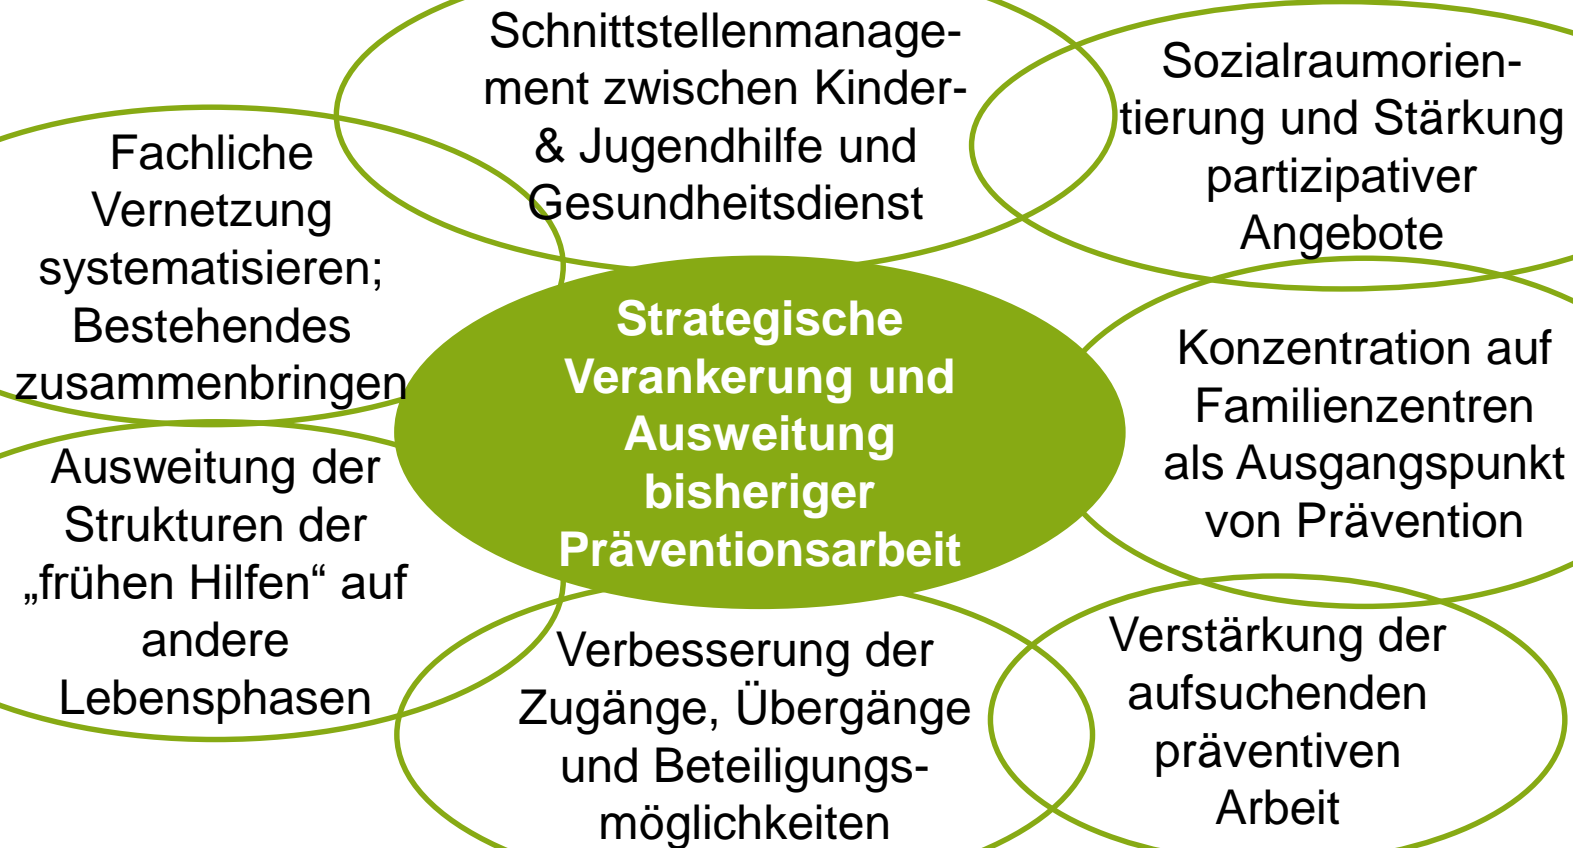 Schnittstellenmanage-
ment zwischen Kinder-
& Jugendhilfe und
Gesundheitsdienst
Sozialraumorien-
tierung und Stärkung
partizipativer
Angebote
Fachliche
Vernetzung
systematisieren;
Bestehendes
zusammenbringen
Strategische
Verankerung und
Ausweitung
bisheriger
Präventionsarbeit
Konzentration auf
Familienzentren
als Ausgangspunkt
von Prävention
Ausweitung der
Strukturen der
„frühen Hilfen“ auf
andere
Lebensphasen
Verbesserung der
Zugänge, Übergänge
und Beteiligungs-
möglichkeiten
Verstärkung der
aufsuchenden
präventiven
Arbeit